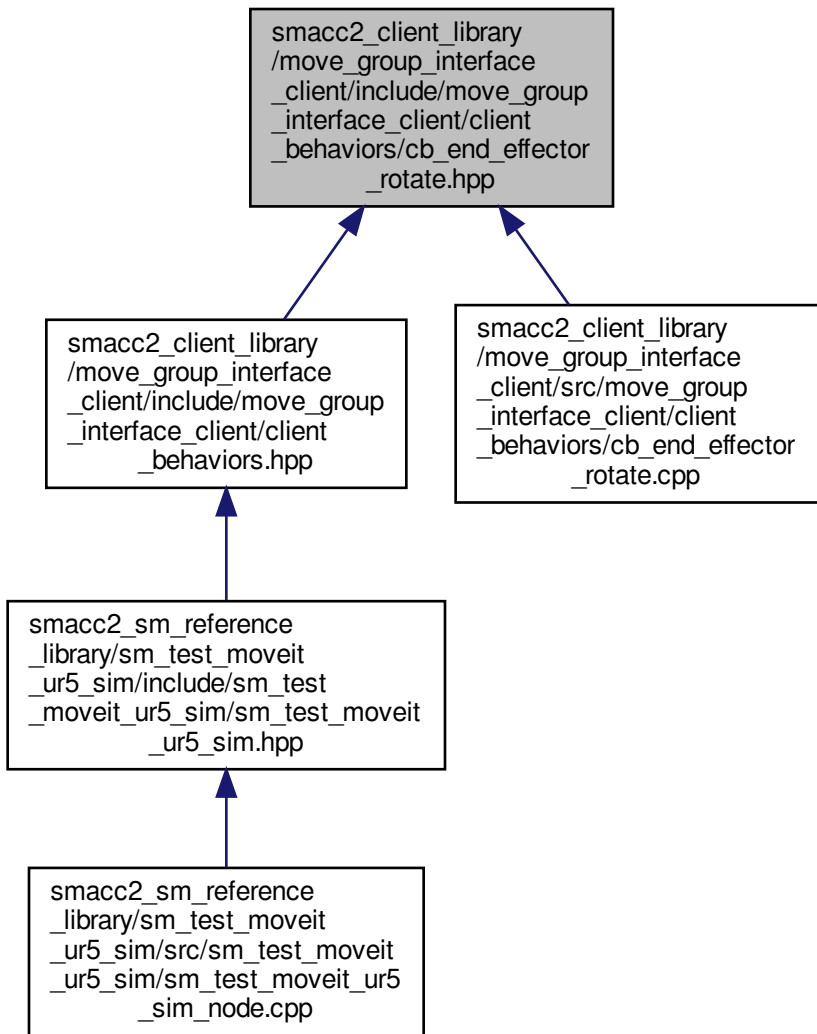 smacc2_client_library
/move_group_interface
_client/include/move_group
_interface_client/client
_behaviors/cb_end_effector
_rotate.hpp
smacc2_client_library
/move_group_interface
_client/include/move_group
_interface_client/client
_behaviors.hpp
smacc2_client_library
/move_group_interface
_client/src/move_group
_interface_client/client
_behaviors/cb_end_effector
_rotate.cpp
smacc2_sm_reference
_library/sm_test_moveit
_ur5_sim/include/sm_test
_moveit_ur5_sim/sm_test_moveit
_ur5_sim.hpp
smacc2_sm_reference
_library/sm_test_moveit
_ur5_sim/src/sm_test_moveit
_ur5_sim/sm_test_moveit_ur5
_sim_node.cpp